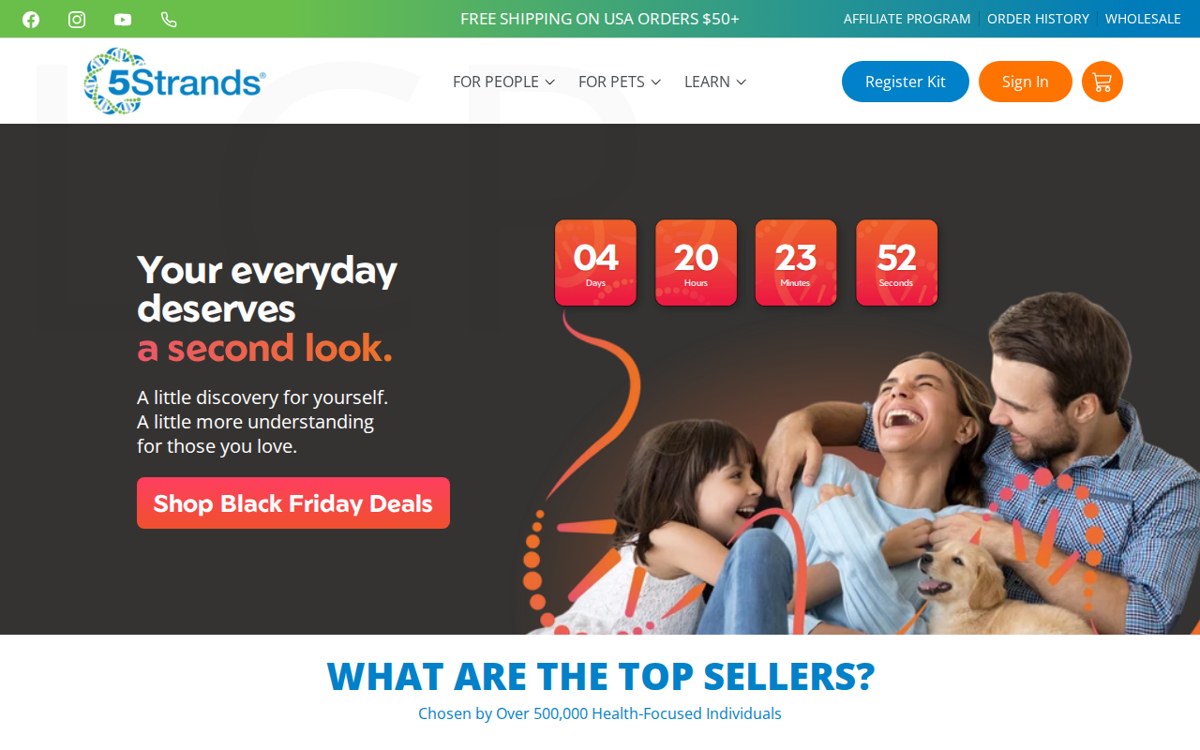 FREE SHIPPING ON USA ORDERS $50+
AFFILIATE PROGRAM
ORDER HISTORY
WHOLESALE
5Strands®
FOR PEOPLE
FOR PETS
LEARN
Register Kit
Sign In
LCP
Your everyday
deserves
a second look.
A little discovery for yourself.
A little more understanding
for those you love.
Shop Black Friday Deals
04
Days
20
Hours
23
Minutes
52
Seconds
WHAT ARE THE TOP SELLERS?
Chosen by Over 500,000 Health-Focused Individuals